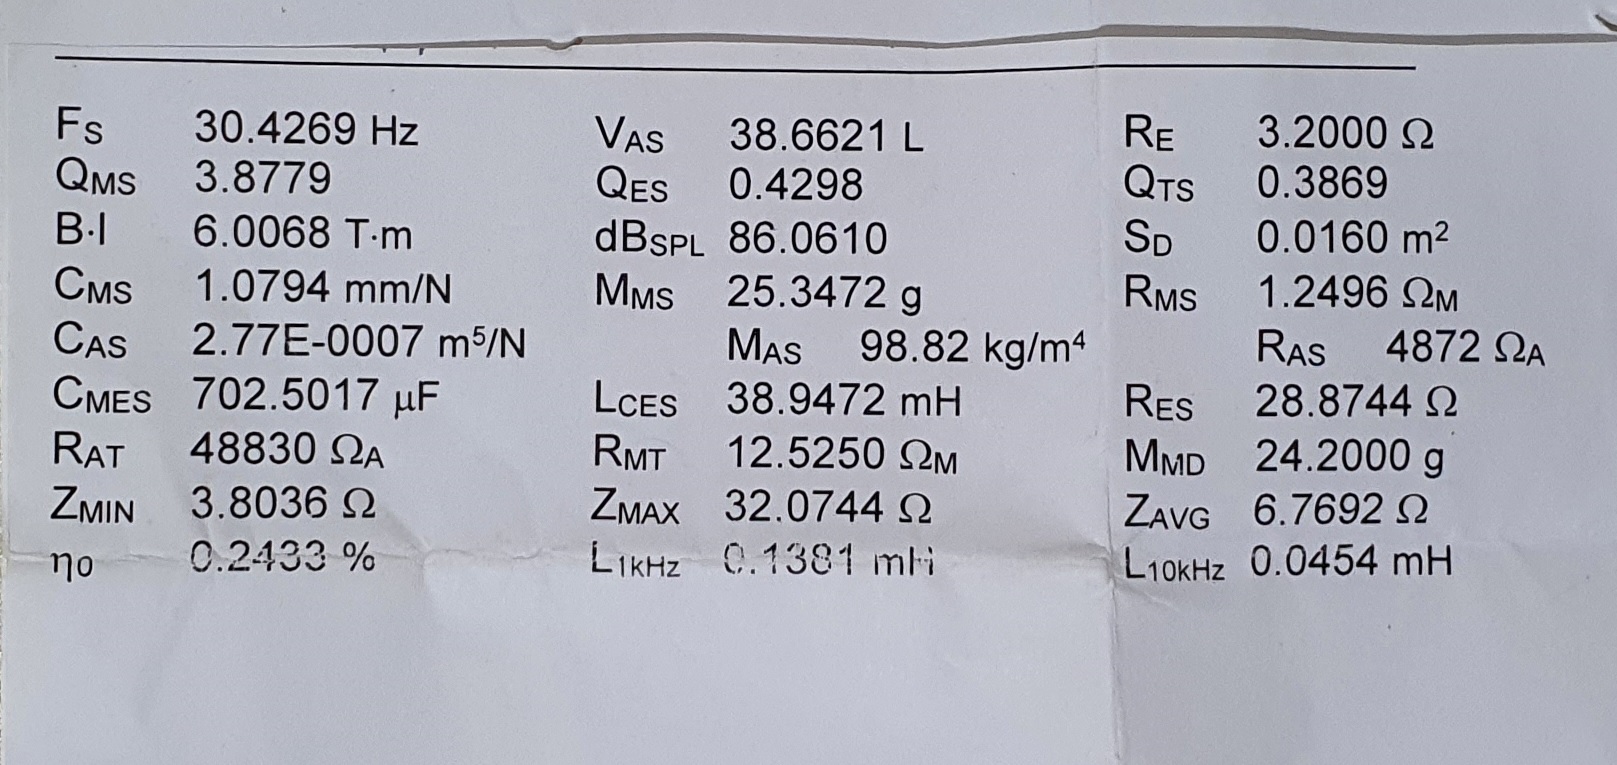 Fs 30.4269 Hz VAS 38.6621 L RE 3.2000 Ω
QMS 3.8779 QES 0.4298 QTS 0.3869
B·l 6.0068 T·m dBSPL 86.0610 SD 0.0160 m²
CMS 1.0794 mm/N MMS 25.3472 g RMS 1.2496 ΩM
CAS 2.77E-0007 m⁵/N MAS 98.82 kg/m⁴ RAS 4872 ΩA
CMES 702.5017 µF LCES 38.9472 mH RES 28.8744 Ω
RAT 48830 ΩA RMT 12.5250 ΩM MMD 24.2000 g
ZMIN 3.8036 Ω ZMAX 32.0744 Ω ZAVG 6.7692 Ω
ηo 0.2433 % L1kHz 0.1381 mH L10kHz 0.0454 mH